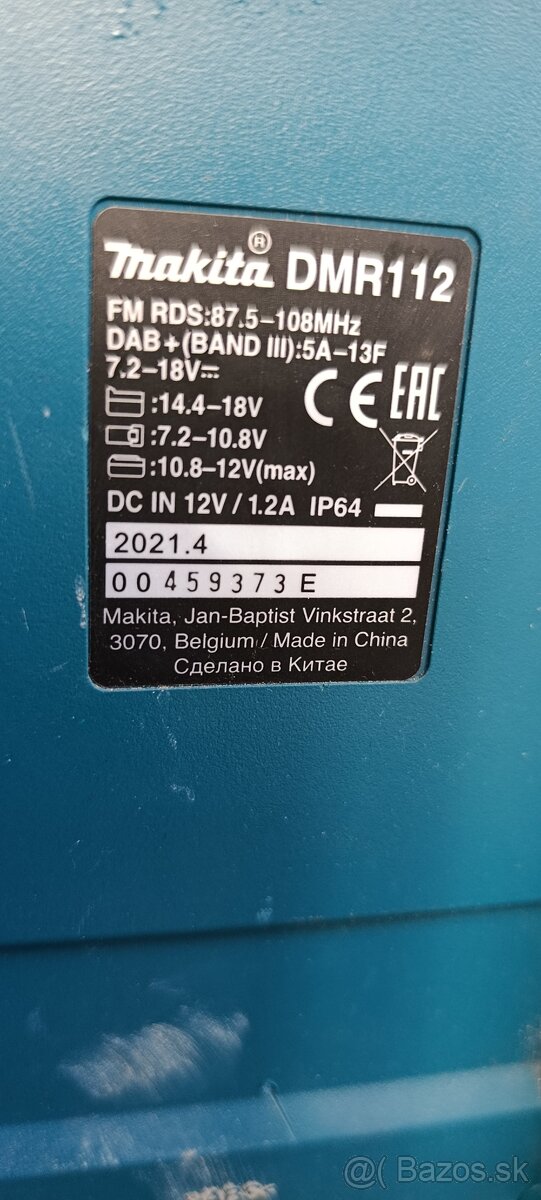 makita® DMR112
FM RDS:87.5-108MHz
DAB+(BAND III):5A-13F
7.2-18V⎓
:14.4-18V
:7.2-10.8V
:10.8-12V(max)
CE EAC
DC IN 12V / 1.2A IP64
2021.4
00459373E
Makita, Jan-Baptist Vinkstraat 2,
3070, Belgium / Made in China
Сделано в Китае
@( Bazos.sk